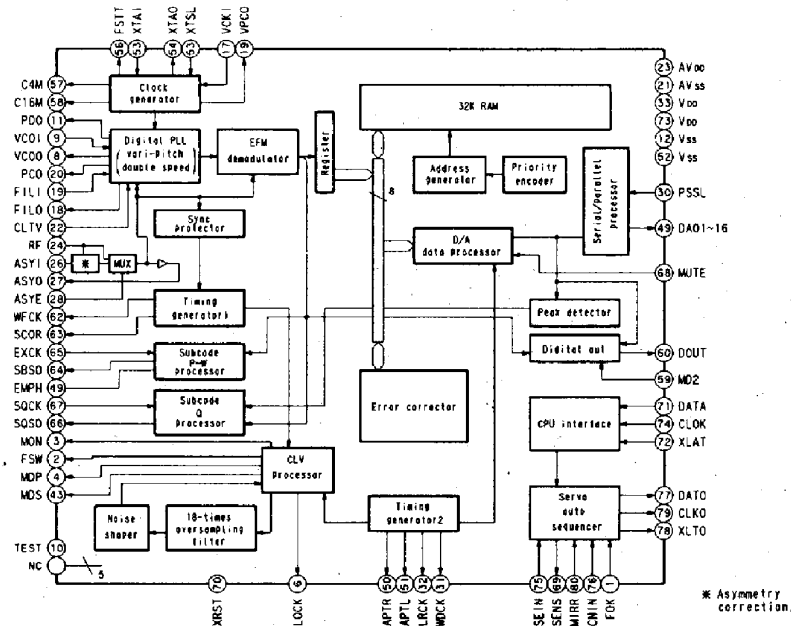 FSTT
XTAI
XTAO
XTSL
VCKI
VPCO
56
53
54
53
17
19
C4M 57
C16M 58
PDO 11
VCOI 9
VCOO 8
PCO 20
FILI 19
FILO 18
CLTV 22
RF 24
ASYI 26
ASYO 27
ASYE 28
WFCK 62
SCOR 63
EXCK 65
SBSO 64
EMPH 49
SQCK 67
SQSO 66
MON 3
FSW 2
MDP 4
MDS 43
TEST 10
NC
5
Clock
generator
Digital PLL
vari-pitch
double speed
EFM
demodulator
Register
32K RAM
8
Address
generator
Priority
encoder
Serial/Parallel
processor
Sync
protector
D/A
data processor
※
MUX
Timing
generator1
Peak detector
Digital out
Subcode
P-W
processor
Subcode
Q
processor
Error corrector
CPU interface
CLV
processor
Noise
shaper
18-times
oversampling
filter
Timing
generator2
Servo
auto
sequencer
23 AVDD
21 AVSS
33 VDD
73 VDD
12 VSS
52 VSS
30 PSSL
49 DA01~16
68 MUTE
60 DOUT
59 MD2
71 DATA
74 CLOK
72 XLAT
77 DATO
79 CLKO
78 XLTO
70
6
50
51
32
31
75
69
80
76
1
XRST
LOCK
APTR
APTL
LRCK
WDCK
SEIN
SENS
MIRR
CNIN
FOK
※ Asymmetry
correction.